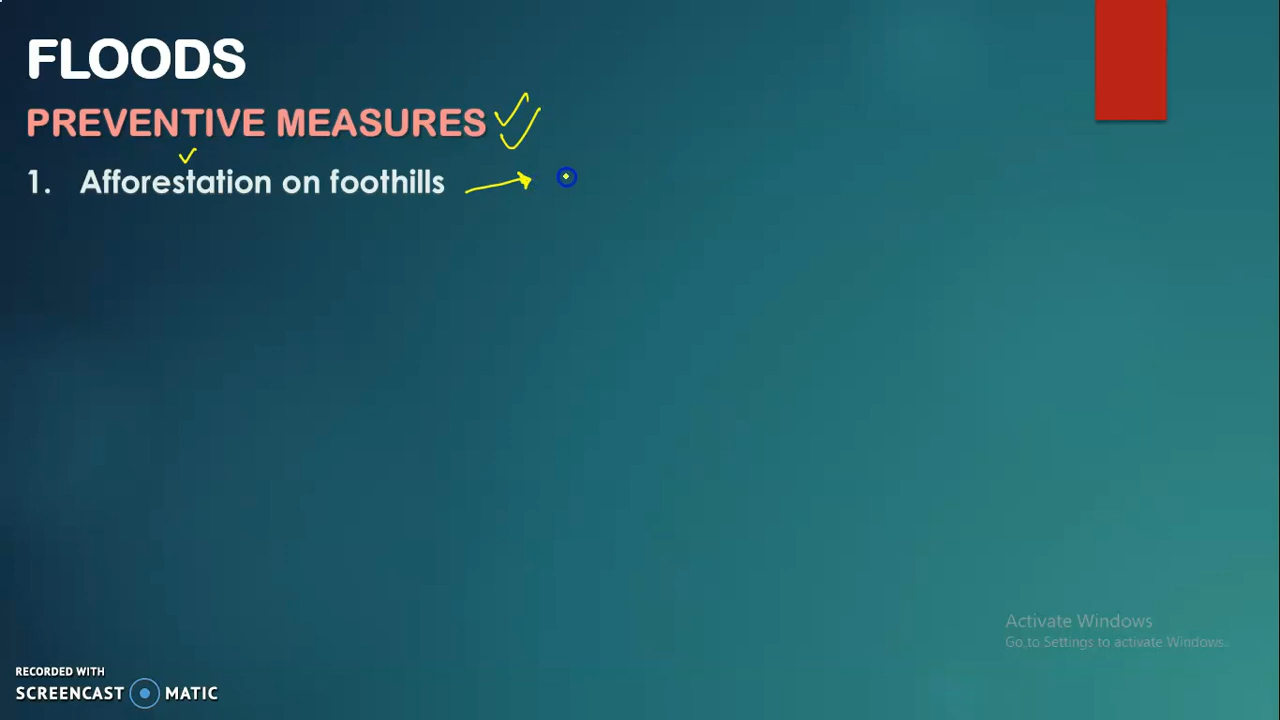 FLOODS
PREVENTIVE MEASURES
1. Afforestation on foothills
Activate Windows
Go to Settings to activate Windows.
RECORDED WITH
SCREENCAST MATIC